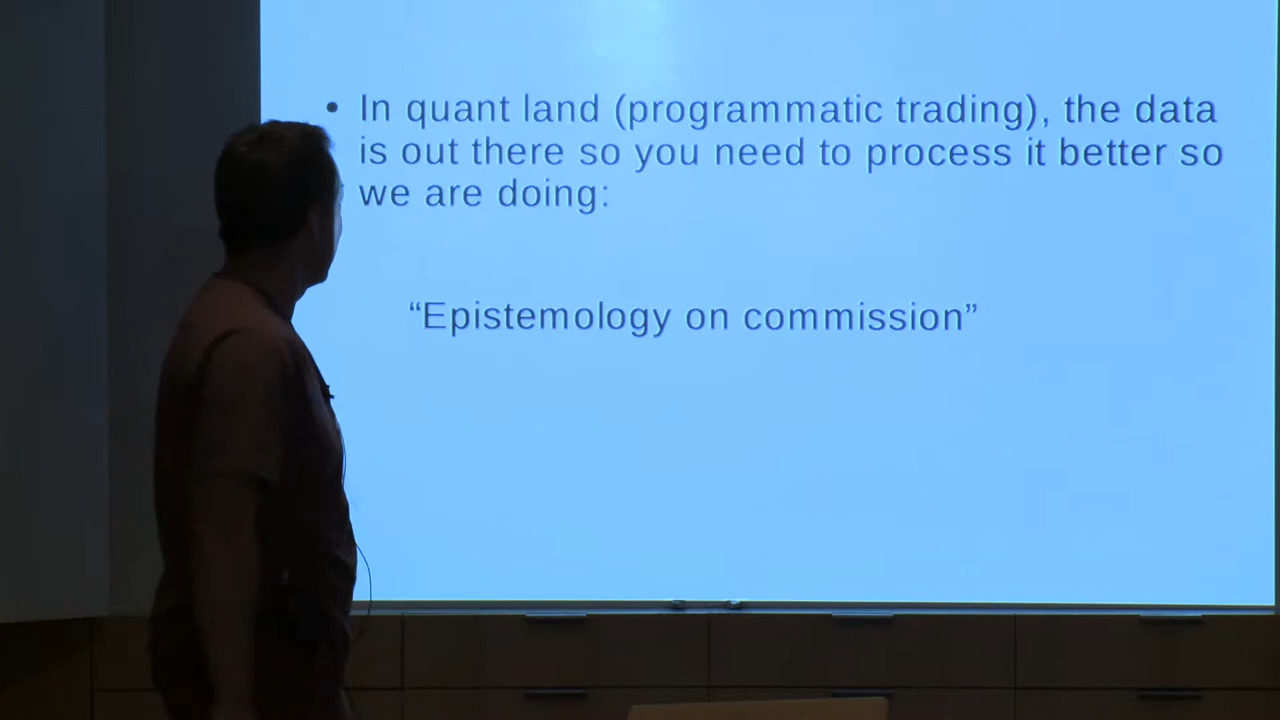 • In quant land (programmatic trading), the data
is out there so you need to process it better so
we are doing:
“Epistemology on commission”